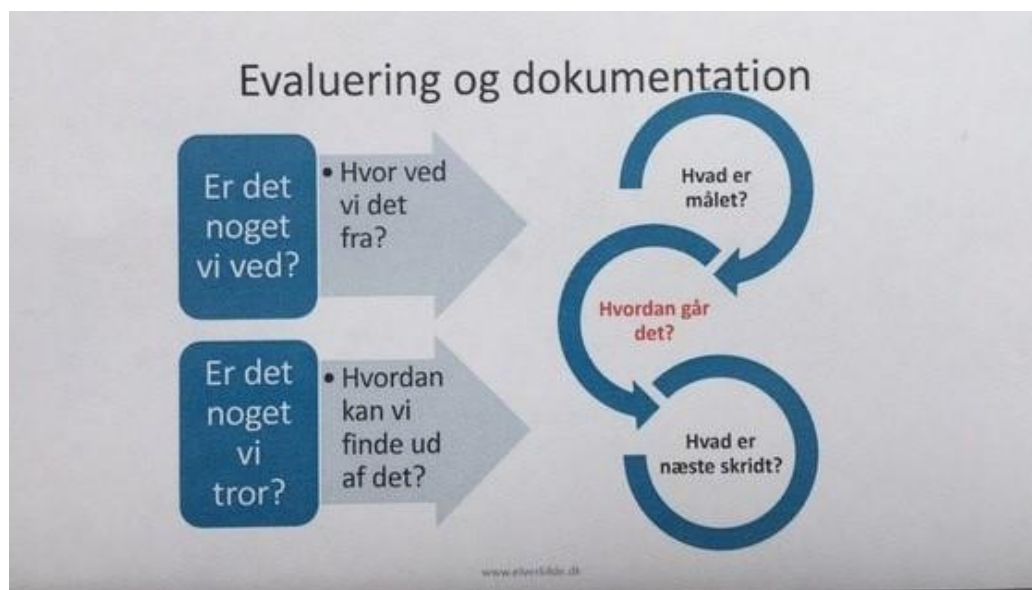 Evaluering og dokumentation
Er det
noget
vi ved?
• Hvor ved
vi det
fra?
Er det
noget
vi
tror?
• Hvordan
kan vi
finde ud
af det?
Hvad er
målet?
Hvordan går
det?
Hvad er
næste skridt?